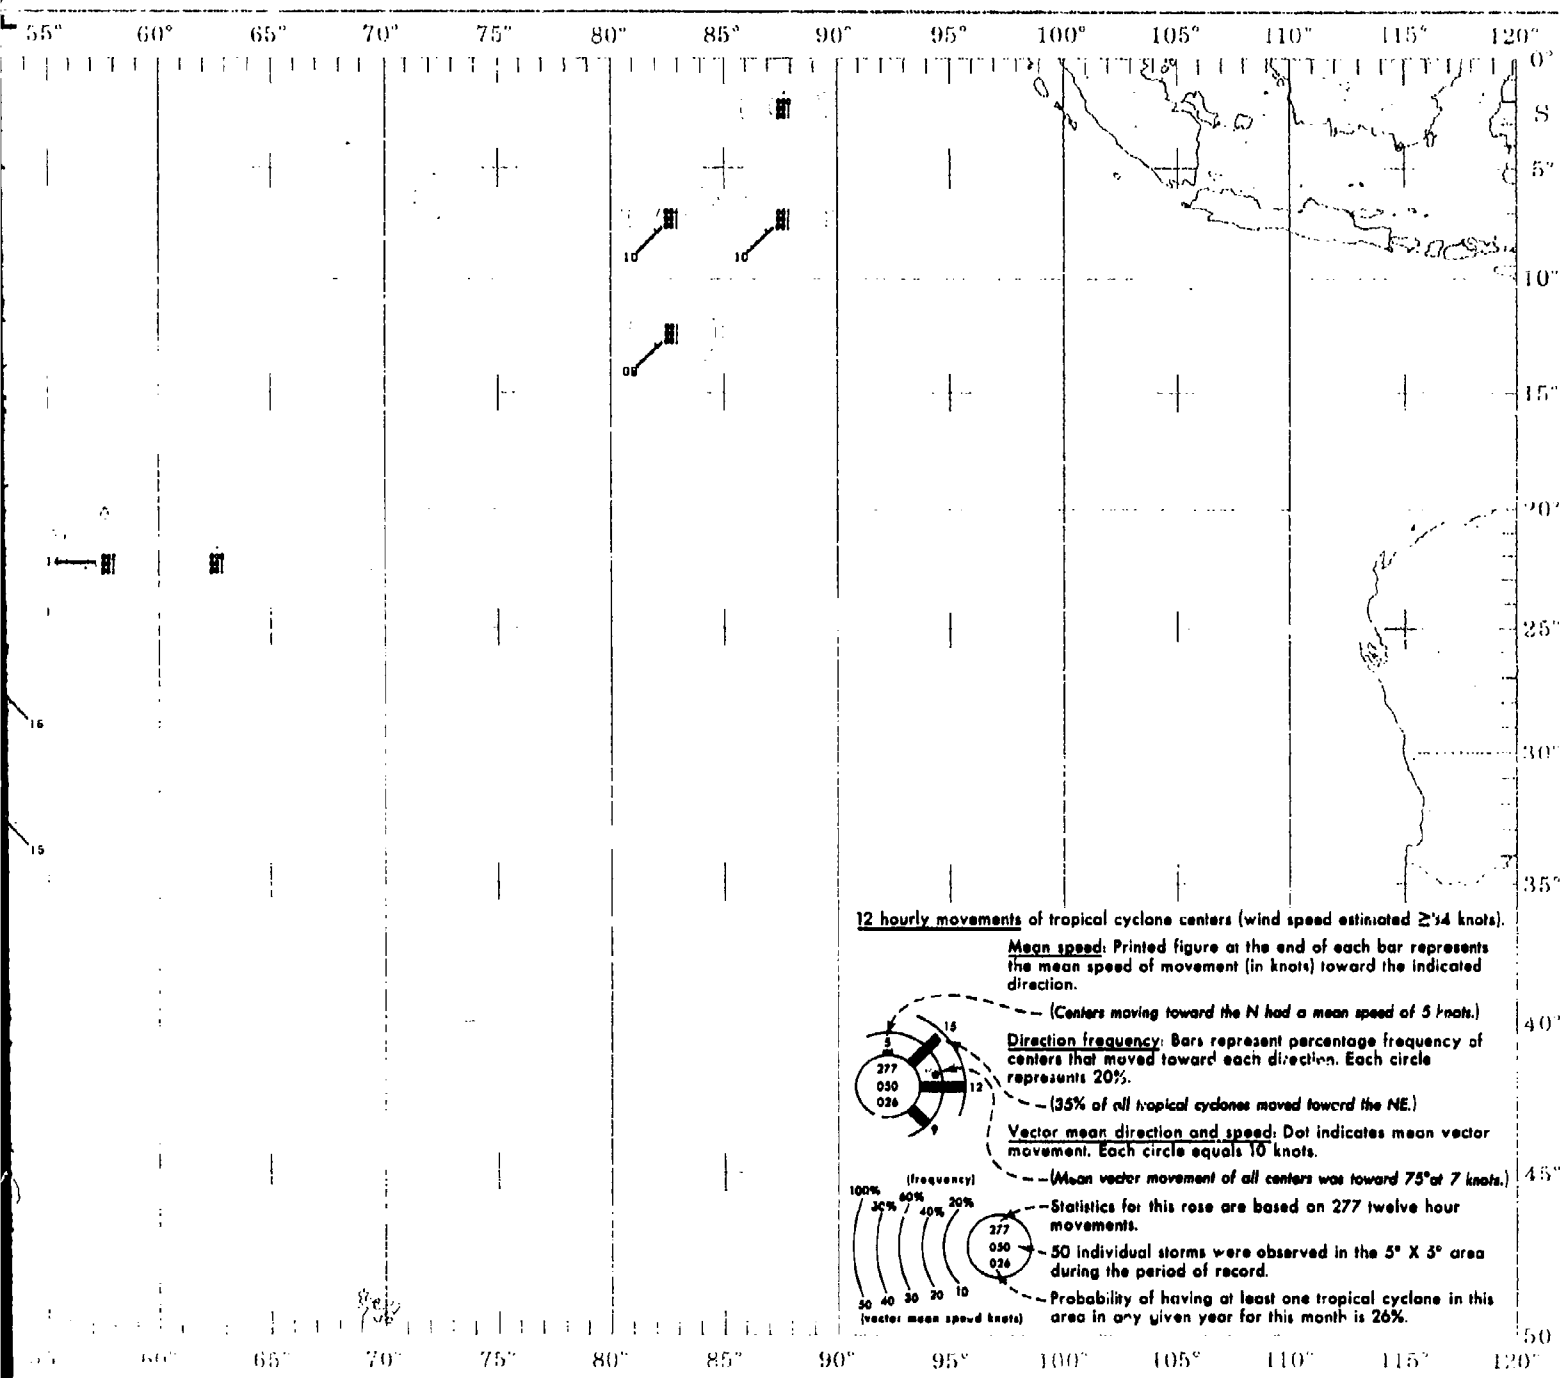 55° 60° 65° 70° 75° 80° 85° 90° 95° 100° 105° 110° 115° 120°
0°
S
5°
10
10
10°
09
15°
20°
14
25°
16
30°
15
35°
12 hourly movements of tropical cyclone centers (wind speed estimated ≥34 knots).
Mean speed: Printed figure at the end of each bar represents
the mean speed of movement (in knots) toward the indicated
direction.
(Centers moving toward the N had a mean speed of 5 knots.)
40°
15
5
Direction frequency: Bars represent percentage frequency of
centers that moved toward each direction. Each circle
represents 20%.
277
050
026
12
9
(35% of all tropical cyclones moved toward the NE.)
Vector mean direction and speed: Dot indicates mean vector
movement. Each circle equals 10 knots.
(Mean vector movement of all centers was toward 75° at 7 knots.)
45°
(frequency)
100% 80% 60% 40% 20%
Statistics for this rose are based on 277 twelve hour
movements.
277
050
026
50 individual storms were observed in the 5° X 5° area
during the period of record.
50 40 30 20 10
(vector mean speed knots)
Probability of having at least one tropical cyclone in this
area in any given year for this month is 26%.
50
55 60° 65° 70° 75° 80° 85° 90° 95° 100° 105° 110° 115° 120°